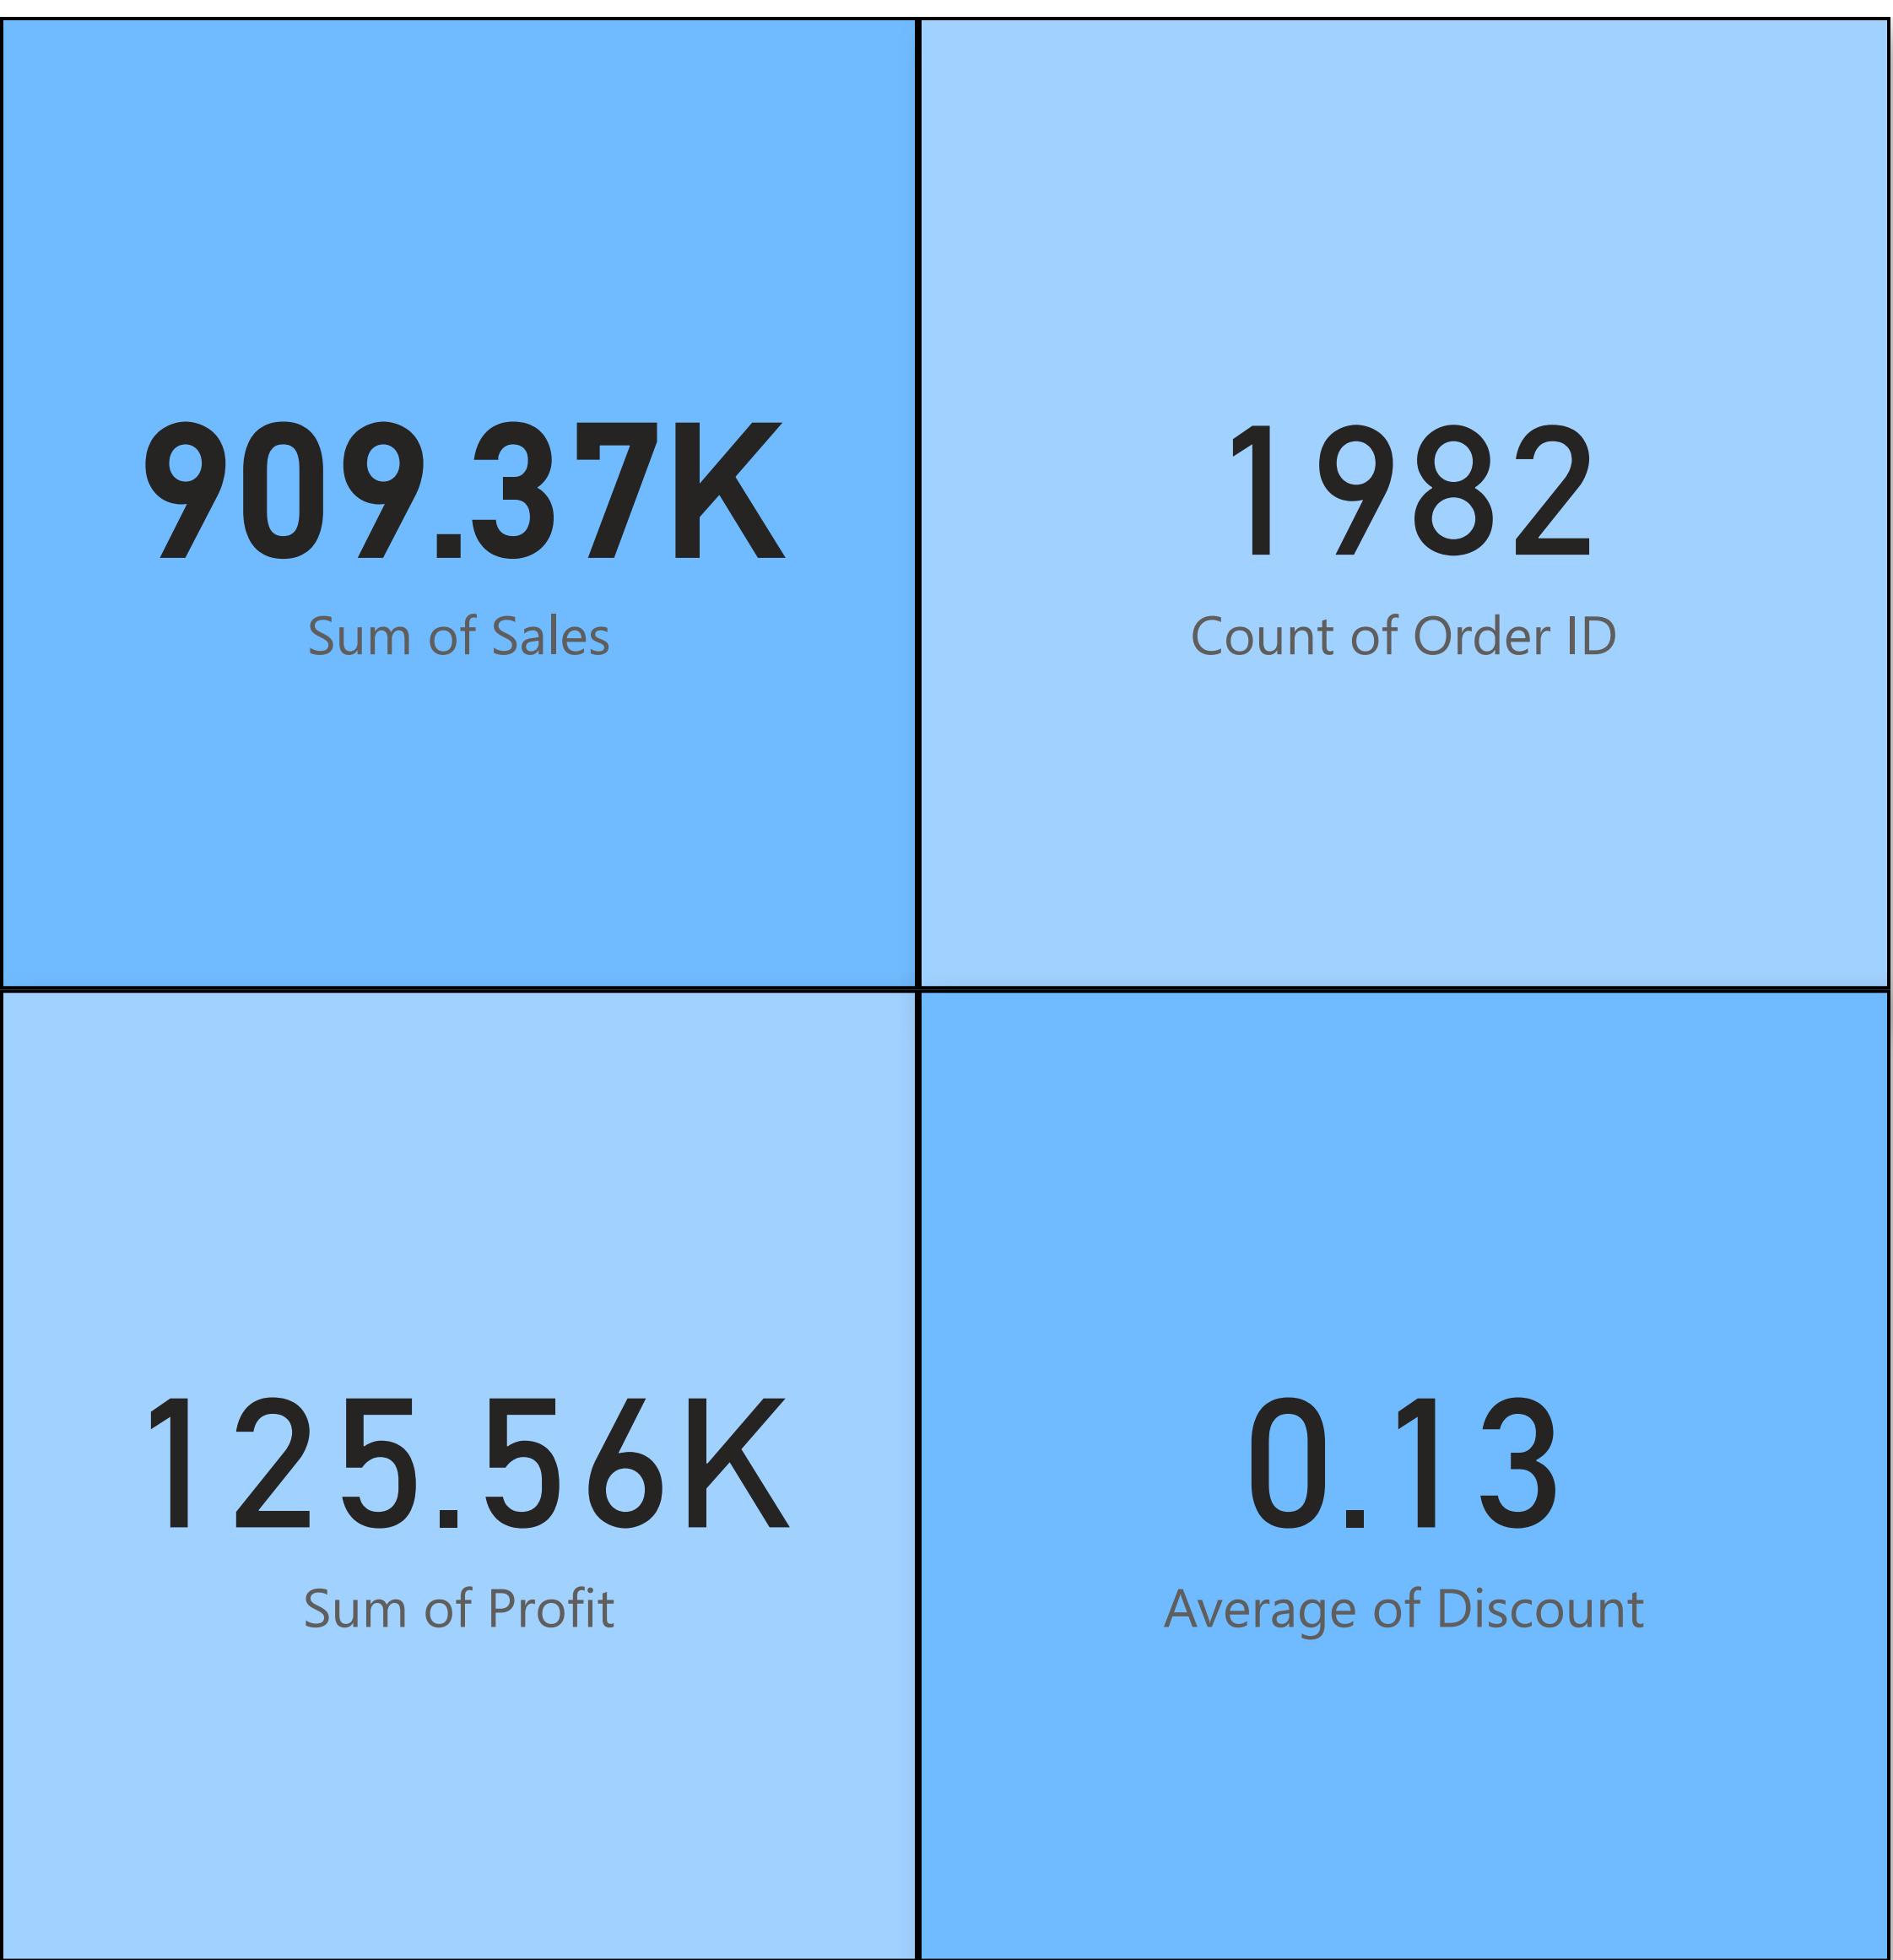 909.37K
Sum of Sales
1982
Count of Order ID
125.56K
Sum of Profit
0.13
Average of Discount